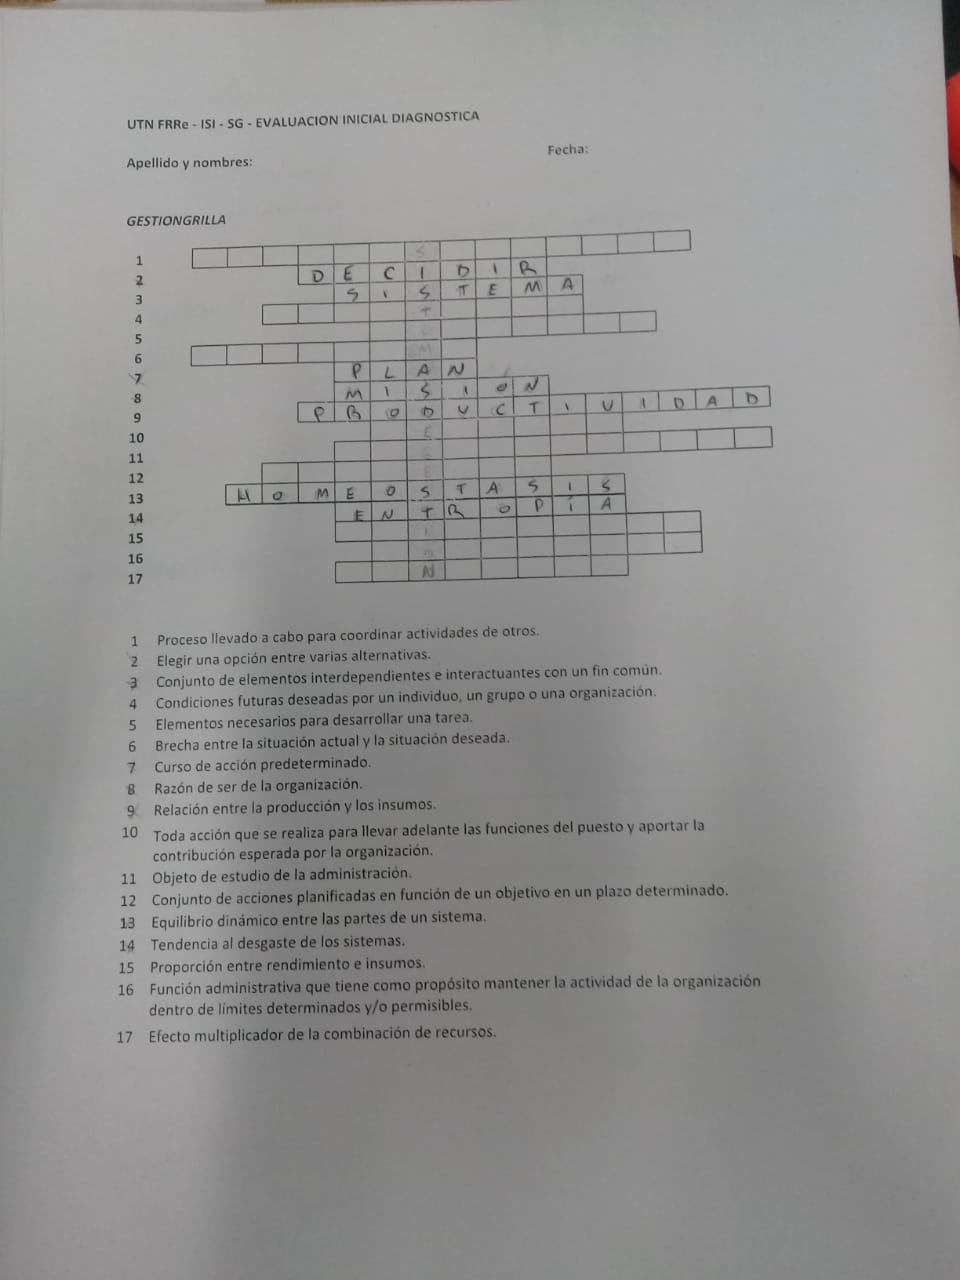 UTN FRRe - ISI - SG - EVALUACION INICIAL DIAGNOSTICA
Apellido y nombres: Fecha:
GESTIONGRILLA
1 S
2 DECIDIR
3 SISTEMA
4 T
5
6 M
7 PLAN
8 MISION
9 PRODUCTIVIDAD
10 E
11
12 E
13 HOMEOSTASIS
14 ENTROPIA
15 I
16
17 N
1 Proceso llevado a cabo para coordinar actividades de otros.
2 Elegir una opción entre varias alternativas.
3 Conjunto de elementos interdependientes e interactuantes con un fin común.
4 Condiciones futuras deseadas por un individuo, un grupo o una organización.
5 Elementos necesarios para desarrollar una tarea.
6 Brecha entre la situación actual y la situación deseada.
7 Curso de acción predeterminado.
8 Razón de ser de la organización.
9 Relación entre la producción y los insumos.
10 Toda acción que se realiza para llevar adelante las funciones del puesto y aportar la
contribución esperada por la organización.
11 Objeto de estudio de la administración.
12 Conjunto de acciones planificadas en función de un objetivo en un plazo determinado.
13 Equilibrio dinámico entre las partes de un sistema.
14 Tendencia al desgaste de los sistemas.
15 Proporción entre rendimiento e insumos.
16 Función administrativa que tiene como propósito mantener la actividad de la organización
dentro de límites determinados y/o permisibles.
17 Efecto multiplicador de la combinación de recursos.